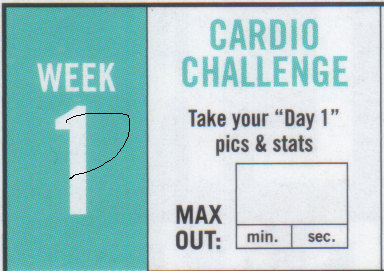 WEEK
1
CARDIO
CHALLENGE
Take your “Day 1”
pics & stats
MAX
OUT:
min. sec.